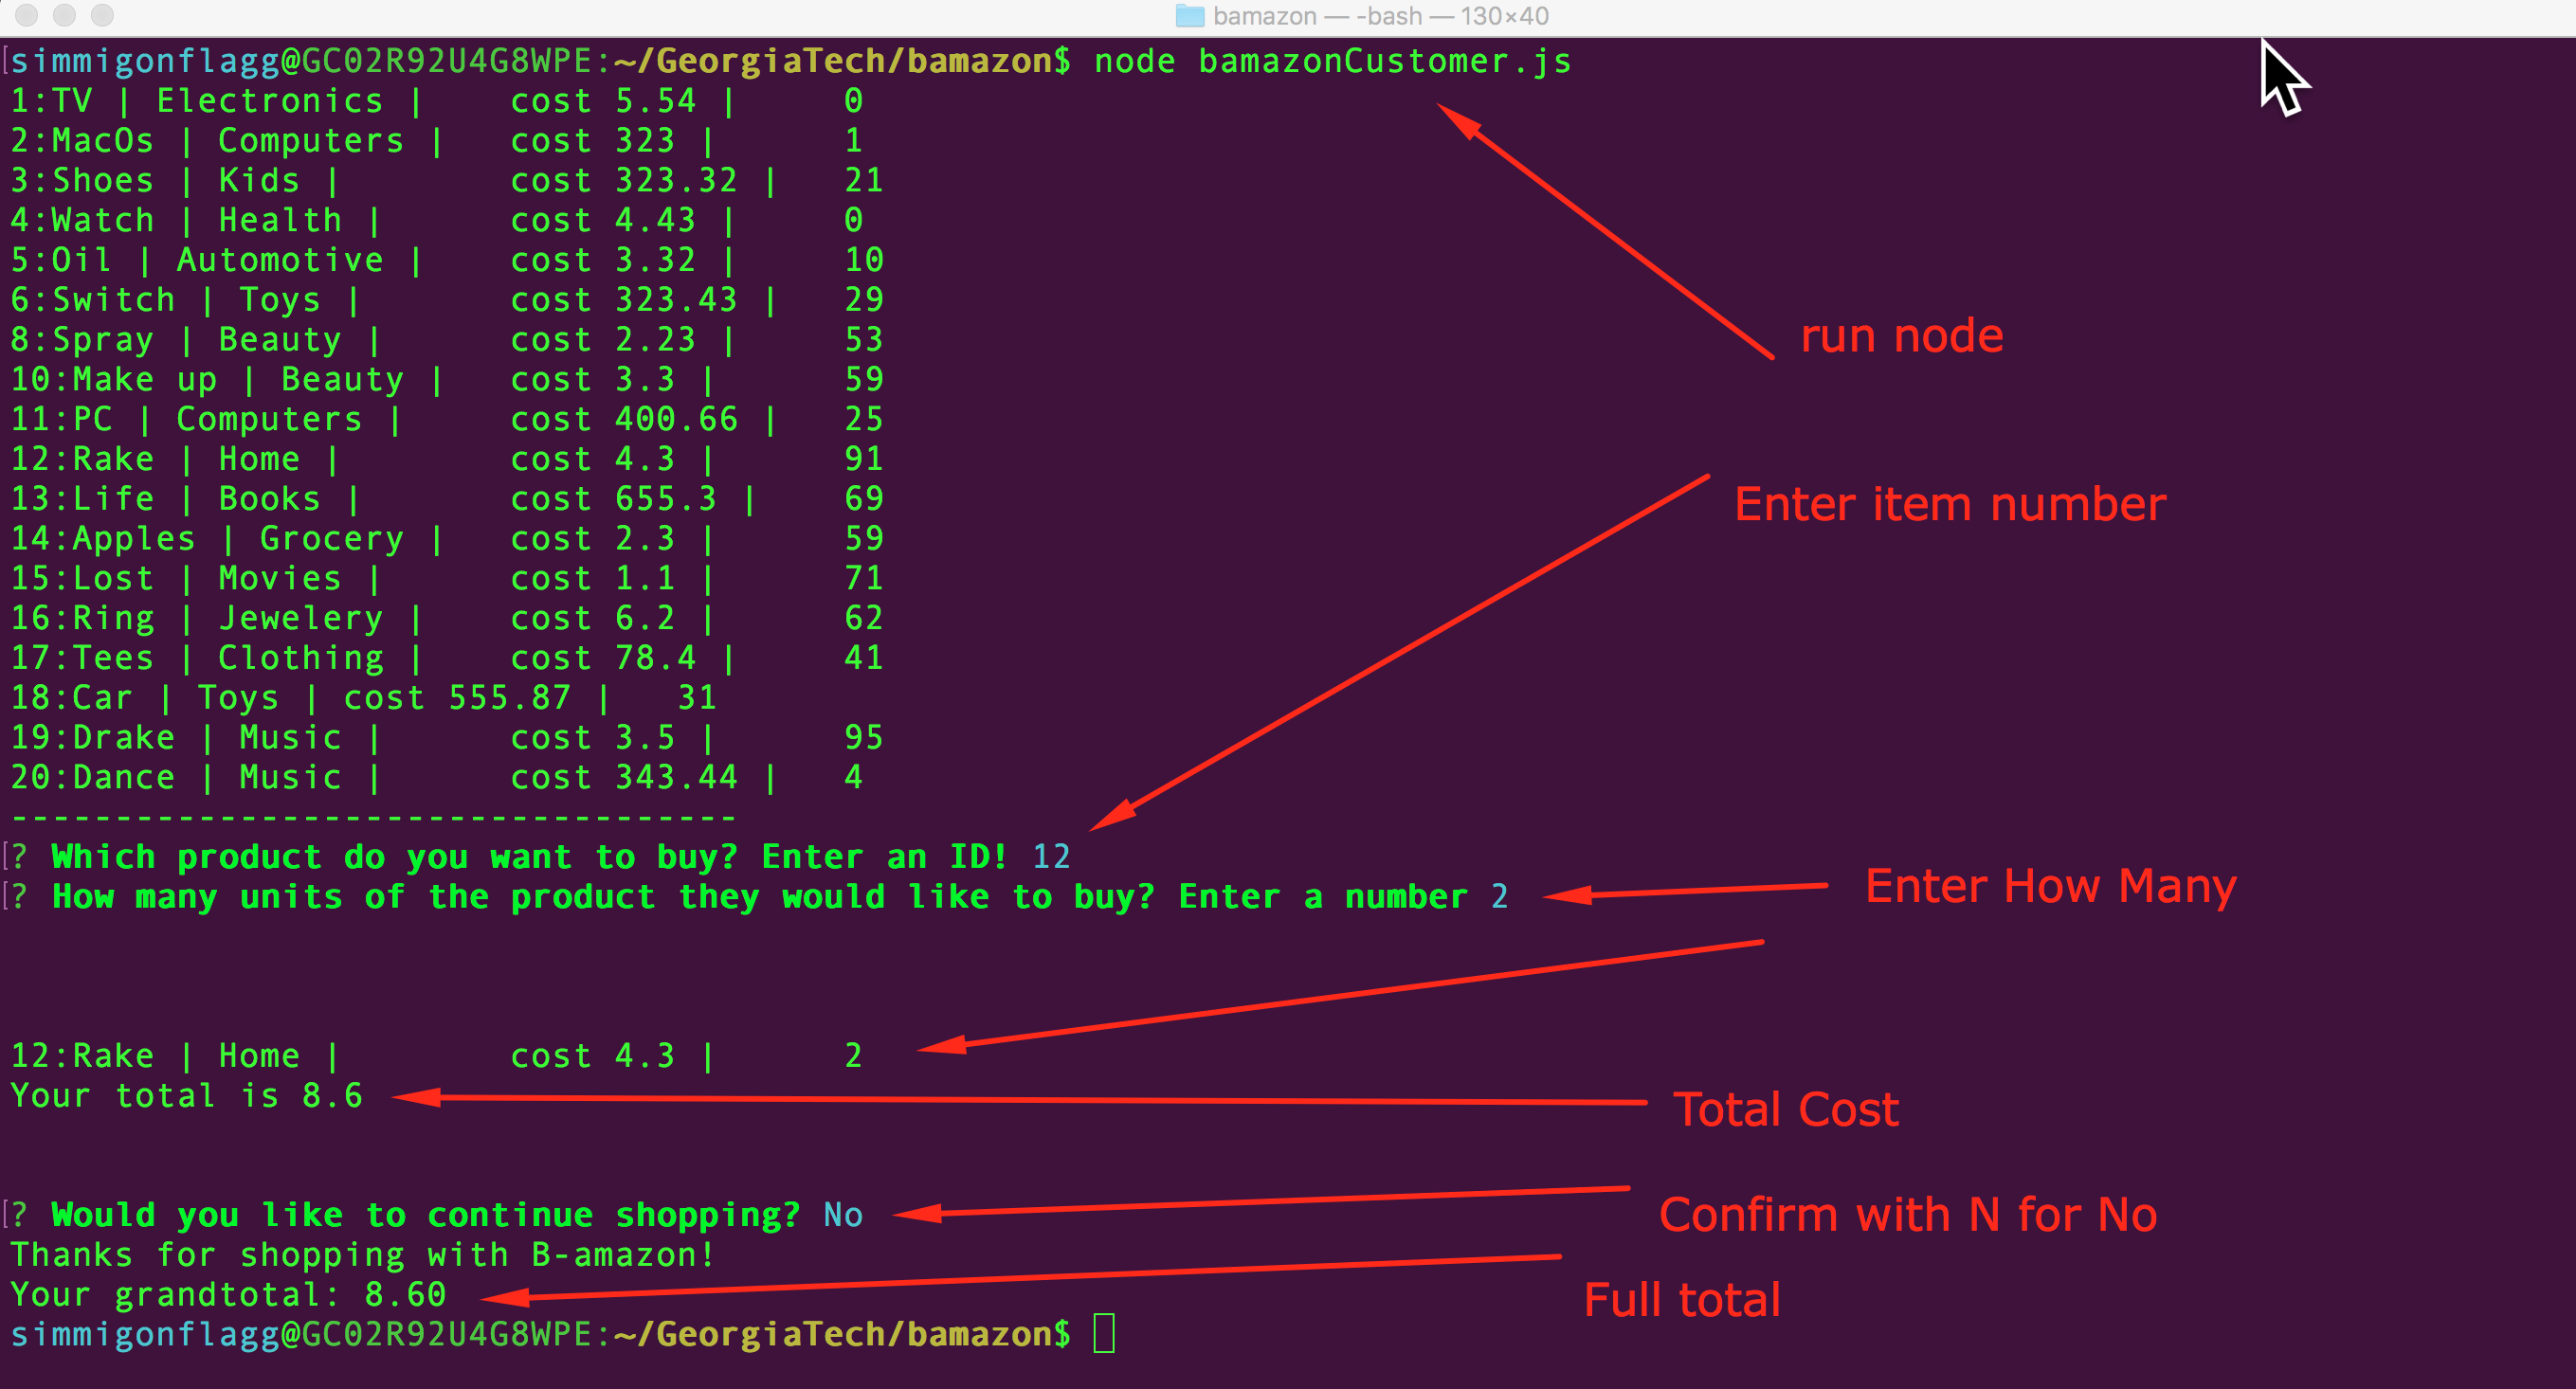 bamazon — -bash — 130×40
simmigonflagg@GC02R92U4G8WPE:~/GeorgiaTech/bamazon$ node bamazonCustomer.js
1:TV | Electronics |    cost 5.54 |     0
2:MacOs | Computers |   cost 323 |      1
3:Shoes | Kids |        cost 323.32 |   21
4:Watch | Health |      cost 4.43 |     0
5:Oil | Automotive |    cost 3.32 |     10
6:Switch | Toys |       cost 323.43 |   29
run node
8:Spray | Beauty |      cost 2.23 |     53
10:Make up | Beauty |   cost 3.3 |      59
11:PC | Computers |     cost 400.66 |   25
12:Rake | Home |        cost 4.3 |      91
13:Life | Books |       cost 655.3 |    69
Enter item number
14:Apples | Grocery |   cost 2.3 |      59
15:Lost | Movies |      cost 1.1 |      71
16:Ring | Jewelery |    cost 6.2 |      62
17:Tees | Clothing |    cost 78.4 |     41
18:Car | Toys | cost 555.87 |   31
19:Drake | Music |      cost 3.5 |      95
20:Dance | Music |      cost 343.44 |   4
-----------------------------------
? Which product do you want to buy? Enter an ID! 12
? How many units of the product they would like to buy? Enter a number 2
Enter How Many
12:Rake | Home |        cost 4.3 |      2
Your total is 8.6
Total Cost
? Would you like to continue shopping? No
Confirm with N for No
Thanks for shopping with B-amazon!
Your grandtotal: 8.60
Full total
simmigonflagg@GC02R92U4G8WPE:~/GeorgiaTech/bamazon$